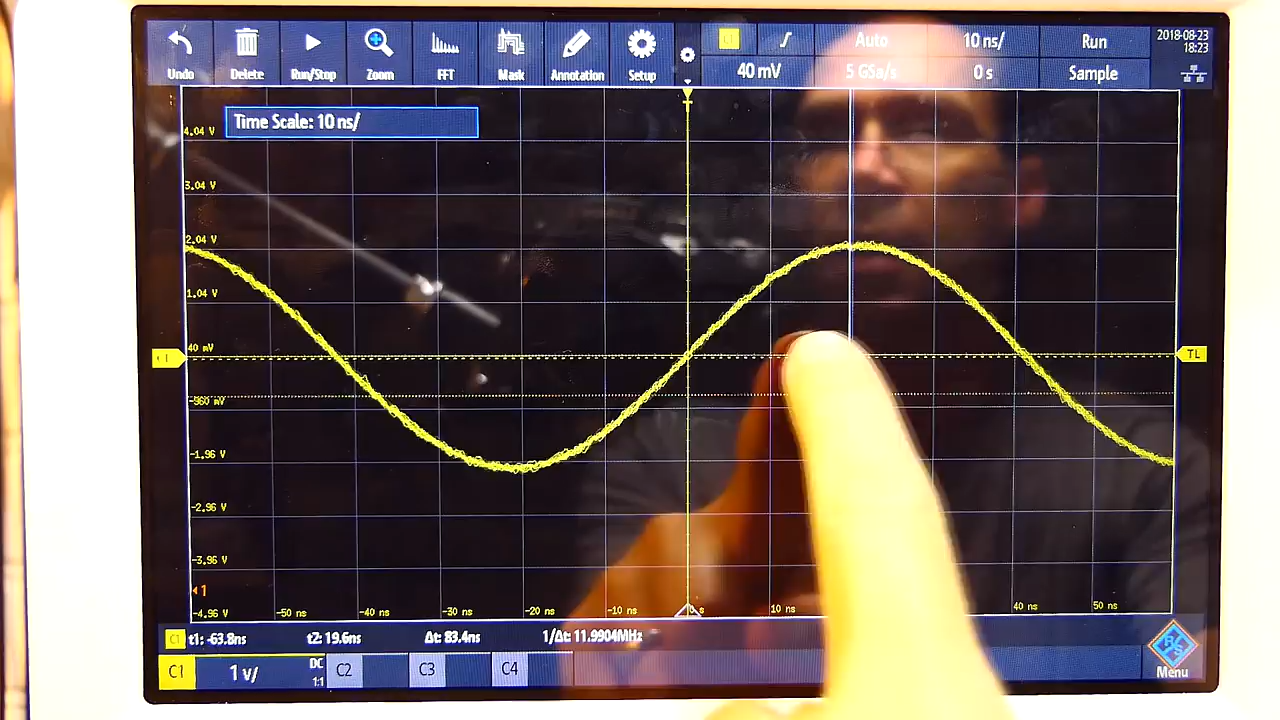 Undo Delete Run/Stop Zoom FFT Mask Annotation Setup
C1 Auto 10 ns/ Run 2018-08-23
40 mV 5 GSa/s 0 s Sample 18:23
Time Scale: 10 ns/
4.04 V
3.04 V
2.04 V
1.04 V
40 mV
TL
-960 mV
-1.96 V
-2.96 V
-3.96 V
1
-4.96 V -50 ns -40 ns -30 ns -20 ns -10 ns 0 s 10 ns 40 ns 50 ns
C1 t1: -63.8ns t2: 19.6ns Δt: 83.4ns 1/Δt: 11.9904MHz
C1 1 V/ DC 1:1 C2 C3 C4
R&S
Menu